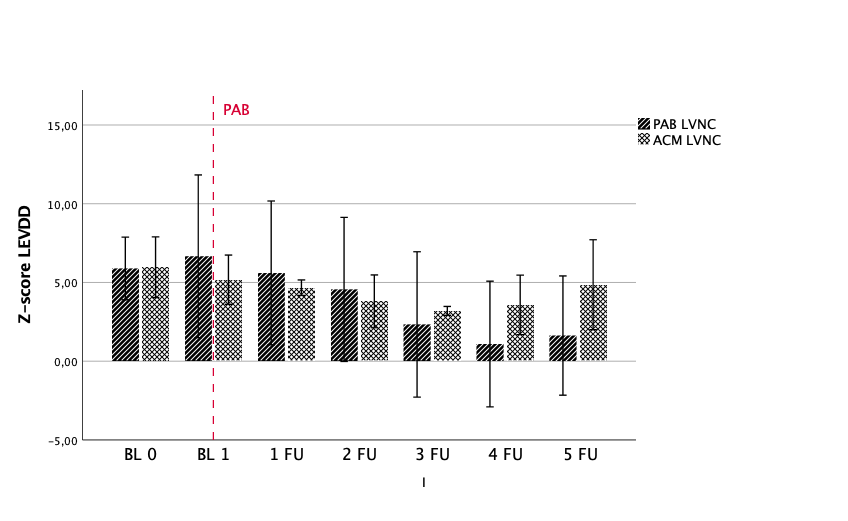 PAB
15,00
10,00
5,00
0,00
-5,00
Z-score LEVDD
BL 0 BL 1 1 FU 2 FU 3 FU 4 FU 5 FU
I
PAB LVNC
ACM LVNC